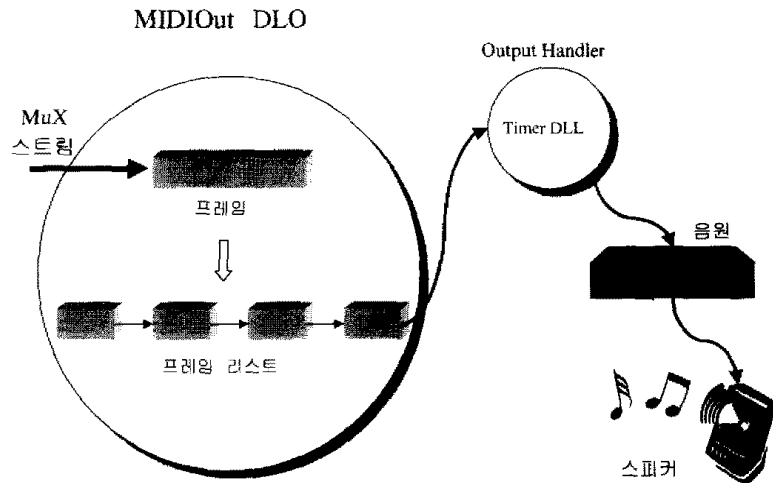 MIDIOut DLO
Output Handler
MuX
스트림
Timer DLL
프레임
음원
프레임 리스트
스피커